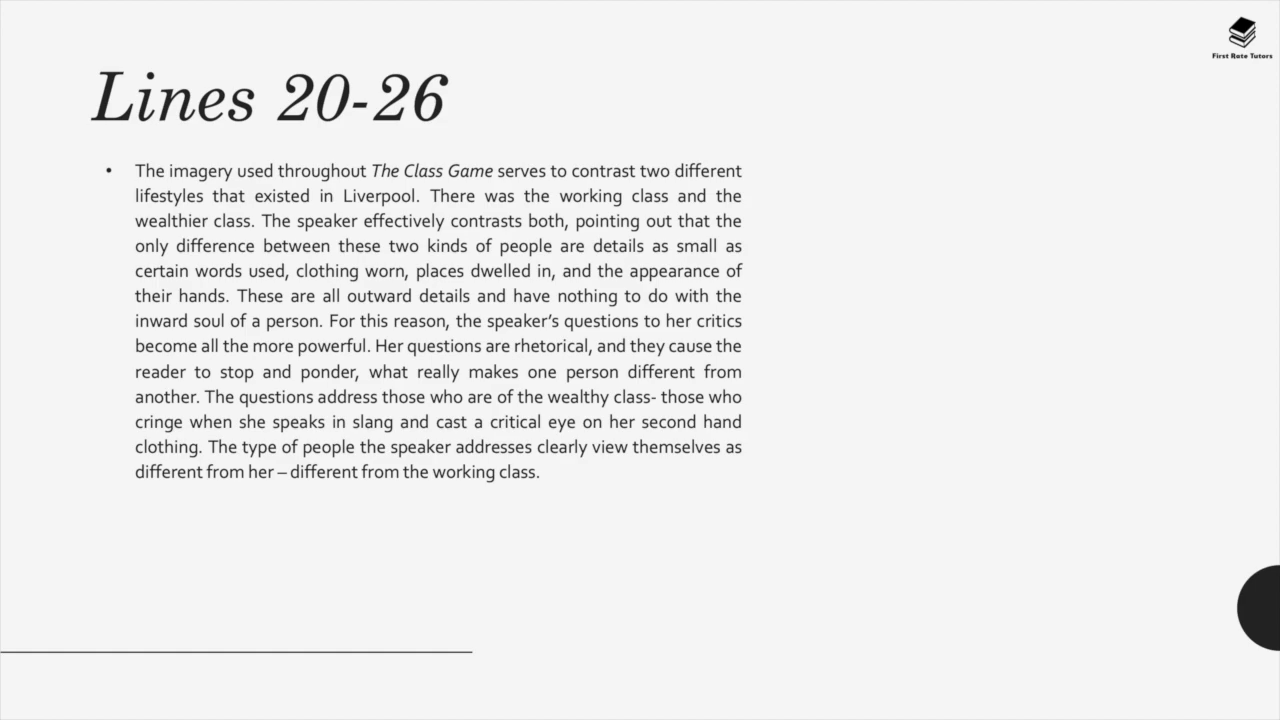 First Rate Tutors
Lines 20-26
• The imagery used throughout The Class Game serves to contrast two different
lifestyles that existed in Liverpool. There was the working class and the
wealthier class. The speaker effectively contrasts both, pointing out that the
only difference between these two kinds of people are details as small as
certain words used, clothing worn, places dwelled in, and the appearance of
their hands. These are all outward details and have nothing to do with the
inward soul of a person. For this reason, the speaker’s questions to her critics
become all the more powerful. Her questions are rhetorical, and they cause the
reader to stop and ponder, what really makes one person different from
another. The questions address those who are of the wealthy class- those who
cringe when she speaks in slang and cast a critical eye on her second hand
clothing. The type of people the speaker addresses clearly view themselves as
different from her – different from the working class.